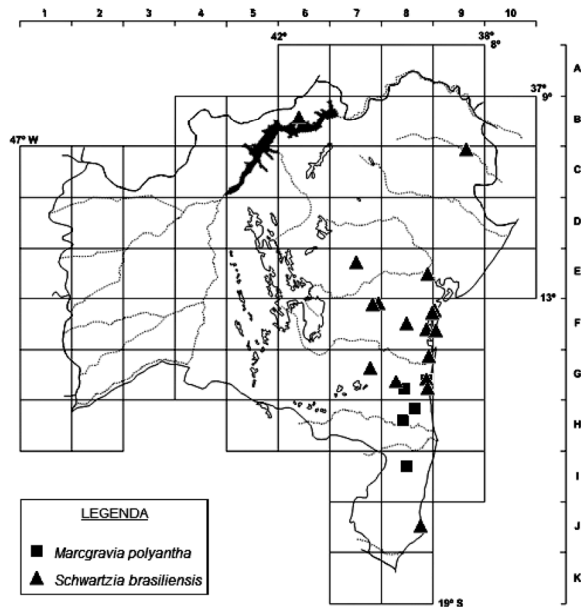 1 2 3 4 5 6 7 8 9 10
42° 38°
8°
A
37°
9°
B
47° W
C
D
E
13°
F
G
H
I
J
K
19° S
LEGENDA
Marcgravia polyantha
Schwartzia brasiliensis